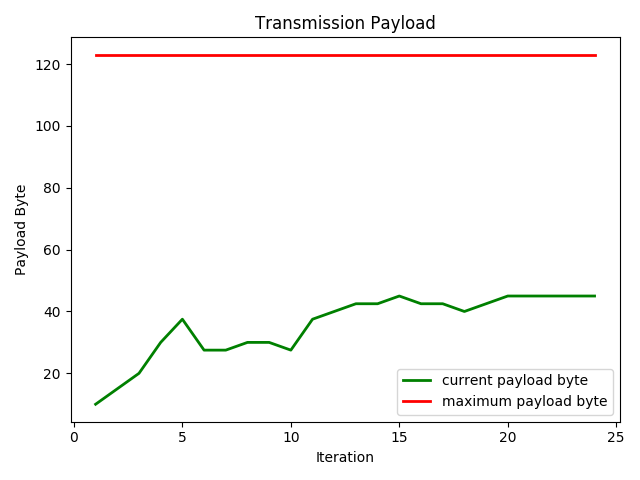 Transmission Payload
120
100
80
60
40
20
Payload Byte
0
5
10
15
20
25
Iteration
current payload byte
maximum payload byte